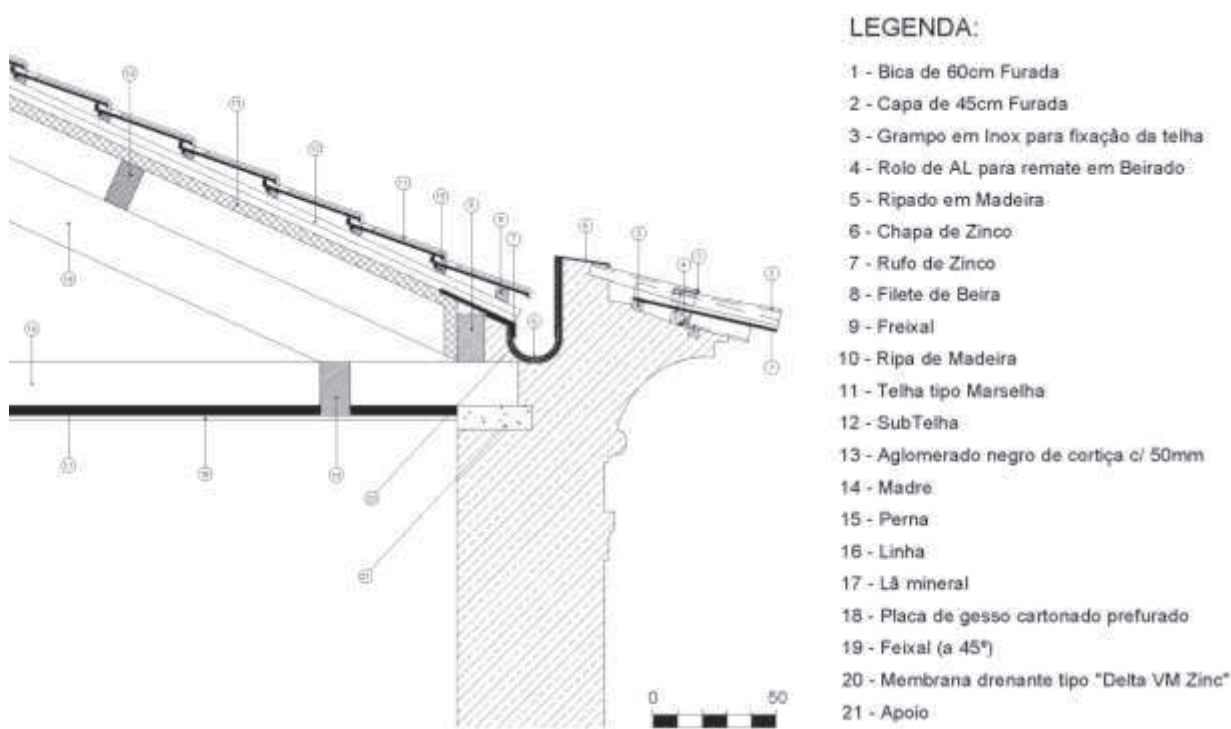 LEGENDA:
1 - Bica de 60cm Furada
2 - Capa de 45cm Furada
3 - Grampo em Inox para fixação da telha
4 - Rolo de AL para remate em Beirado
5 - Ripado em Madeira
6 - Chapa de Zinco
7 - Rufo de Zinco
8 - Filete de Beira
9 - Freixal
10 - Ripa de Madeira
11 - Telha tipo Marselha
12 - SubTelha
13 - Aglomerado negro de cortiça c/ 50mm
14 - Madre
15 - Perna
16 - Linha
17 - Lã mineral
18 - Placa de gesso cartonado prefurado
19 - Feixal (a 45º)
20 - Membrana drenante tipo "Delta VM Zinc"
21 - Apoio
0 50